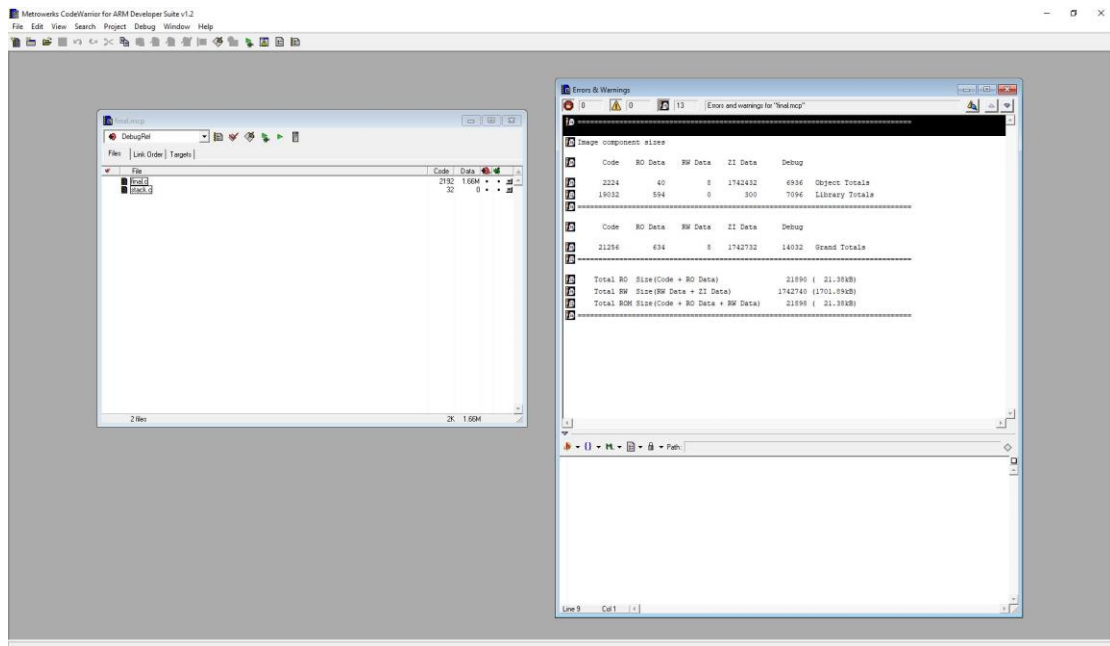 Metrowerks CodeWarrior for ARM Developer Suite v1.2
File Edit View Search Project Debug Window Help
final.mcp
DebugRel
Files Link Order Targets
File Code Data
final.c 2192 1.66M
stack.c 32 0
2 files 2K 1.66M
Errors & Warnings
0 0 13 Errors and warnings for "final.mcp"
================================================================================
Image component sizes
Code RO Data RW Data ZI Data Debug
2224 40 8 1742432 6936 Object Totals
19032 594 0 300 7096 Library Totals
================================================================================
Code RO Data RW Data ZI Data Debug
21256 634 8 1742732 14032 Grand Totals
================================================================================
Total RO Size(Code + RO Data) 21890 ( 21.38kB)
Total RW Size(RW Data + ZI Data) 1742740 (1701.89kB)
Total ROM Size(Code + RO Data + RW Data) 21898 ( 21.38kB)
================================================================================
{} M. Path:
Line 9 Col 1